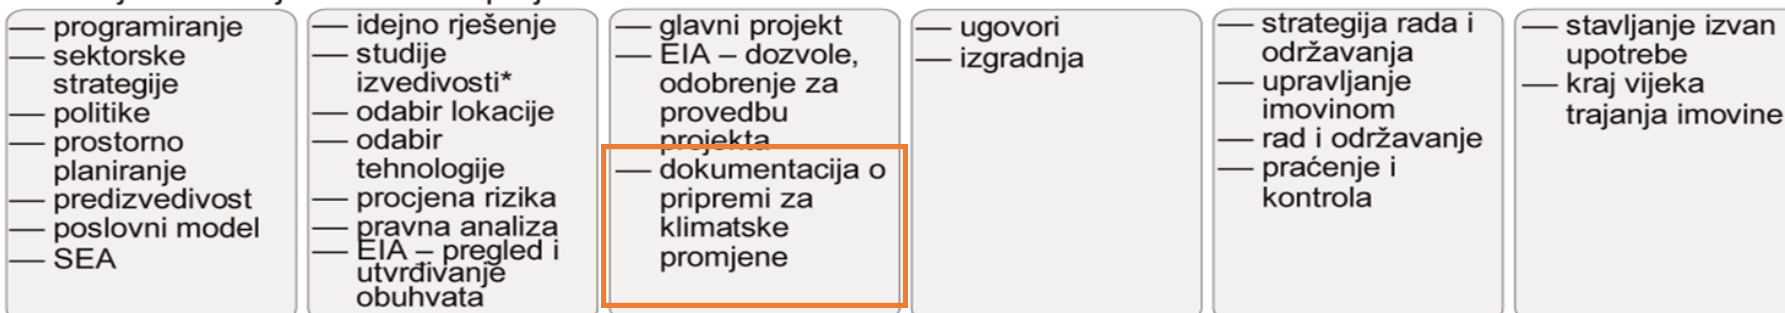 — programiranje
— sektorske
strategije
— politike
— prostorno
planiranje
— predizvedivost
— poslovni model
— SEA
— idejno rješenje
— studije
izvedivosti*
— odabir lokacije
— odabir
tehnologije
— procjena rizika
— pravna analiza
— EIA – pregled i
utvrđivanje
obuhvata
— glavni projekt
— EIA – dozvole,
odobrenje za
provedbu
projekta
— dokumentacija o
pripremi za
klimatske
promjene
— ugovori
— izgradnja
— strategija rada i
održavanja
— upravljanje
imovinom
— rad i održavanje
— praćenje i
kontrola
— stavljanje izvan
upotrebe
— kraj vijeka
trajanja imovine